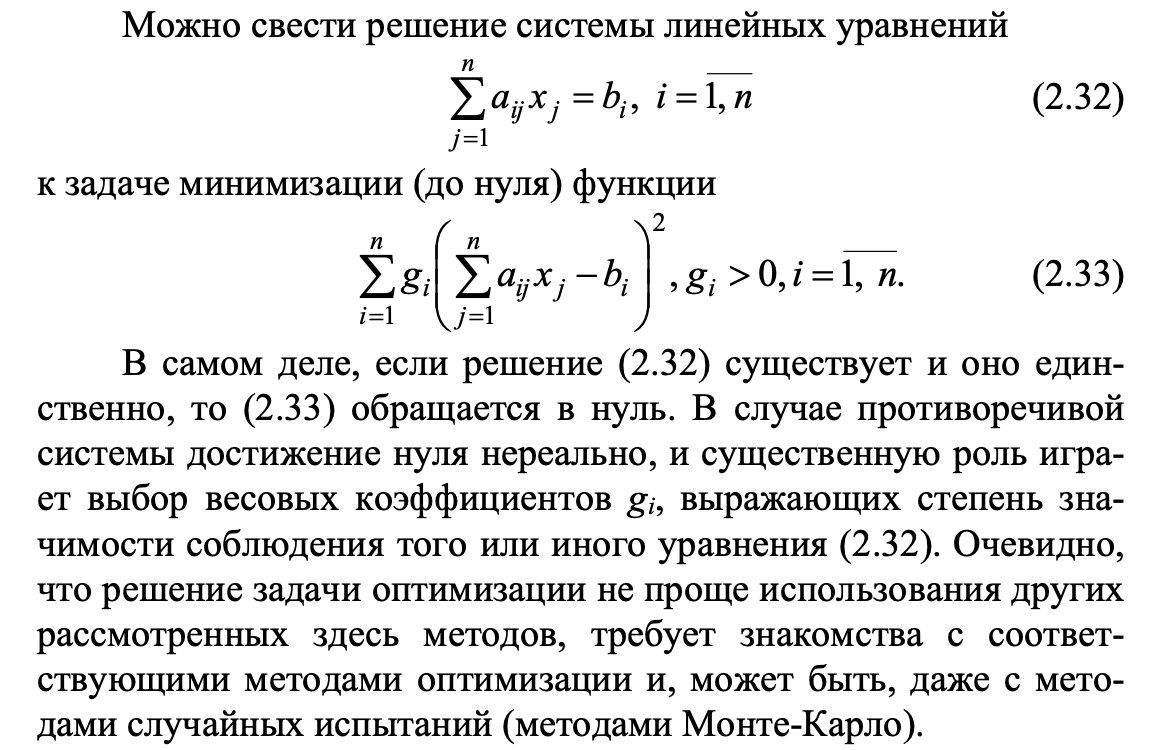 Можно свести решение системы линейных уравнений
\sum_{j=1}^{n} a_{ij} x_j = b_i, \; i = \overline{1, n} (2.32)
к задаче минимизации (до нуля) функции
\sum_{i=1}^{n} g_i \left( \sum_{j=1}^{n} a_{ij} x_j - b_i \right)^2, g_i > 0, i = \overline{1, n}. (2.33)
В самом деле, если решение (2.32) существует и оно един-
ственно, то (2.33) обращается в нуль. В случае противоречивой
системы достижение нуля нереально, и существенную роль игра-
ет выбор весовых коэффициентов g_i, выражающих степень зна-
чимости соблюдения того или иного уравнения (2.32). Очевидно,
что решение задачи оптимизации не проще использования других
рассмотренных здесь методов, требует знакомства с соответ-
ствующими методами оптимизации и, может быть, даже с мето-
дами случайных испытаний (методами Монте-Карло).